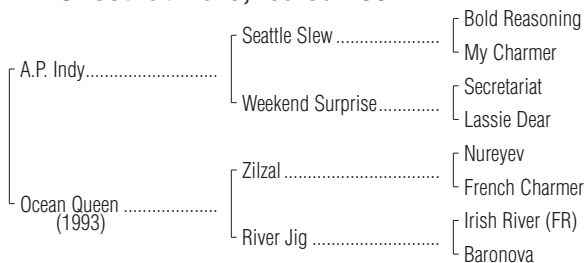 Bold Reasoning
Seattle Slew
My Charmer
A.P. Indy
Secretariat
Weekend Surprise
Lassie Dear
Nureyev
Zilzal
French Charmer
Ocean Queen
(1993)
Irish River (FR)
River Jig
Baronova